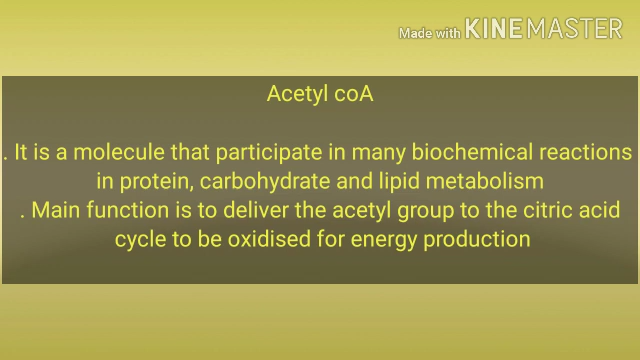 Made with KINEMASTER
Acetyl coA
. It is a molecule that participate in many biochemical reactions
in protein, carbohydrate and lipid metabolism
. Main function is to deliver the acetyl group to the citric acid
cycle to be oxidised for energy production